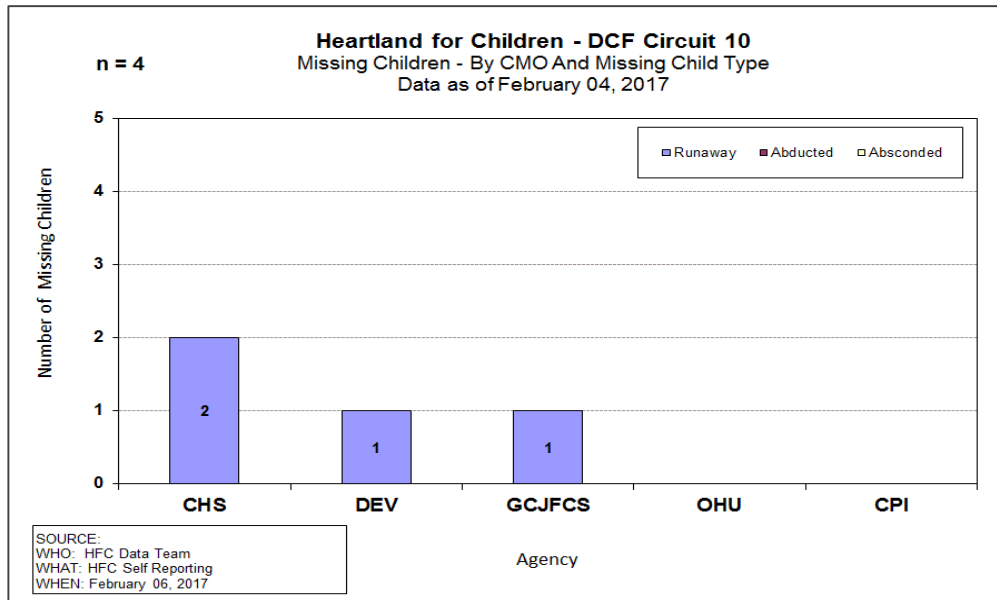 Heartland for Children - DCF Circuit 10
n = 4
Missing Children - By CMO And Missing Child Type
Data as of February 04, 2017
Runaway Abducted Absconded
Number of Missing Children
5
4
3
2
1
0
2
1
1
CHS DEV GCJFCS OHU CPI
Agency
SOURCE:
WHO: HFC Data Team
WHAT: HFC Self Reporting
WHEN: February 06, 2017